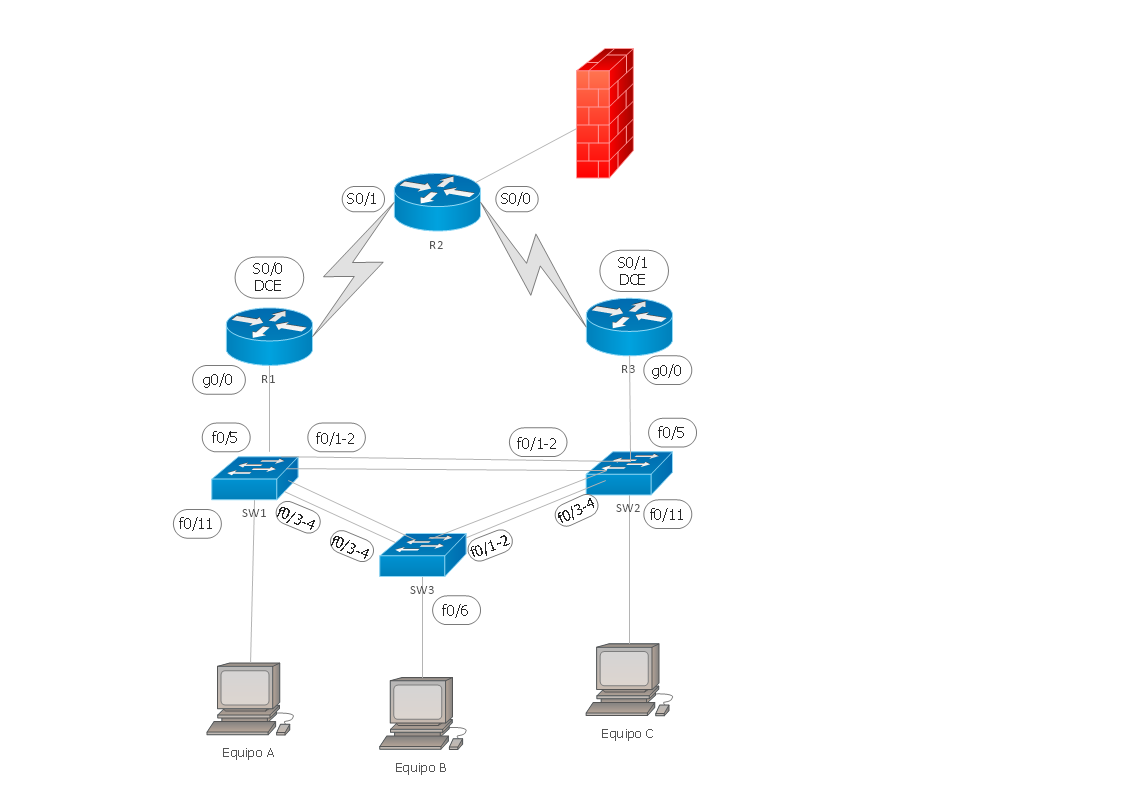 S0/1
S0/0
R2
S0/0
DCE
S0/1
DCE
R1
R3
g0/0
g0/0
f0/5
f0/1-2
f0/1-2
f0/5
SW1
SW2
f0/11
f0/3-4
f0/3-4
f0/11
f0/3-4
f0/1-2
SW3
f0/6
Equipo A
Equipo B
Equipo C